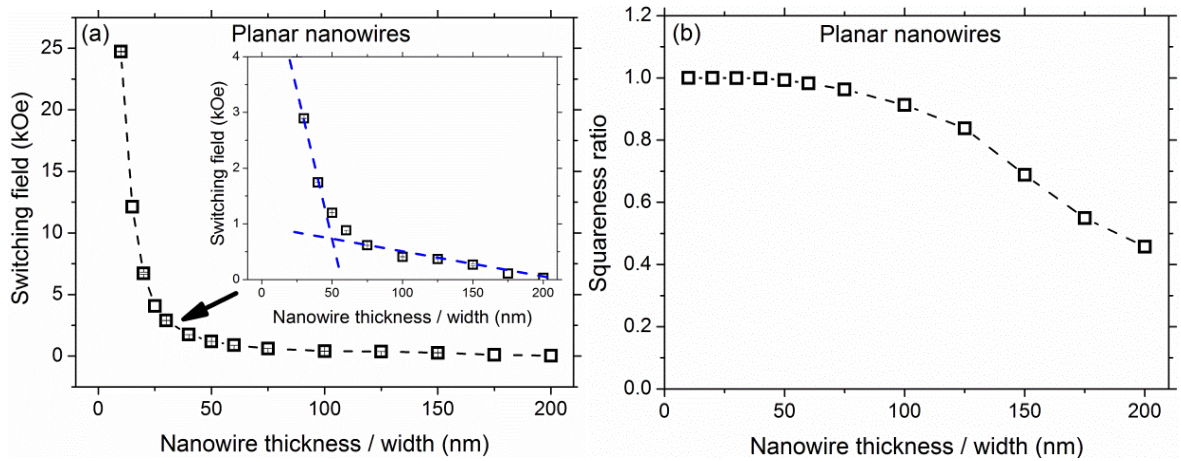 (a) Planar nanowires
Switching field (kOe)
25
20
15
10
5
0
0 50 100 150 200
Nanowire thickness / width (nm)
Switching field (kOe)
4
3
2
1
0
0 50 100 150 200
Nanowire thickness / width (nm)
(b) Planar nanowires
Squareness ratio
1.2
1.0
0.8
0.6
0.4
0.2
0.0
0 50 100 150 200
Nanowire thickness / width (nm)